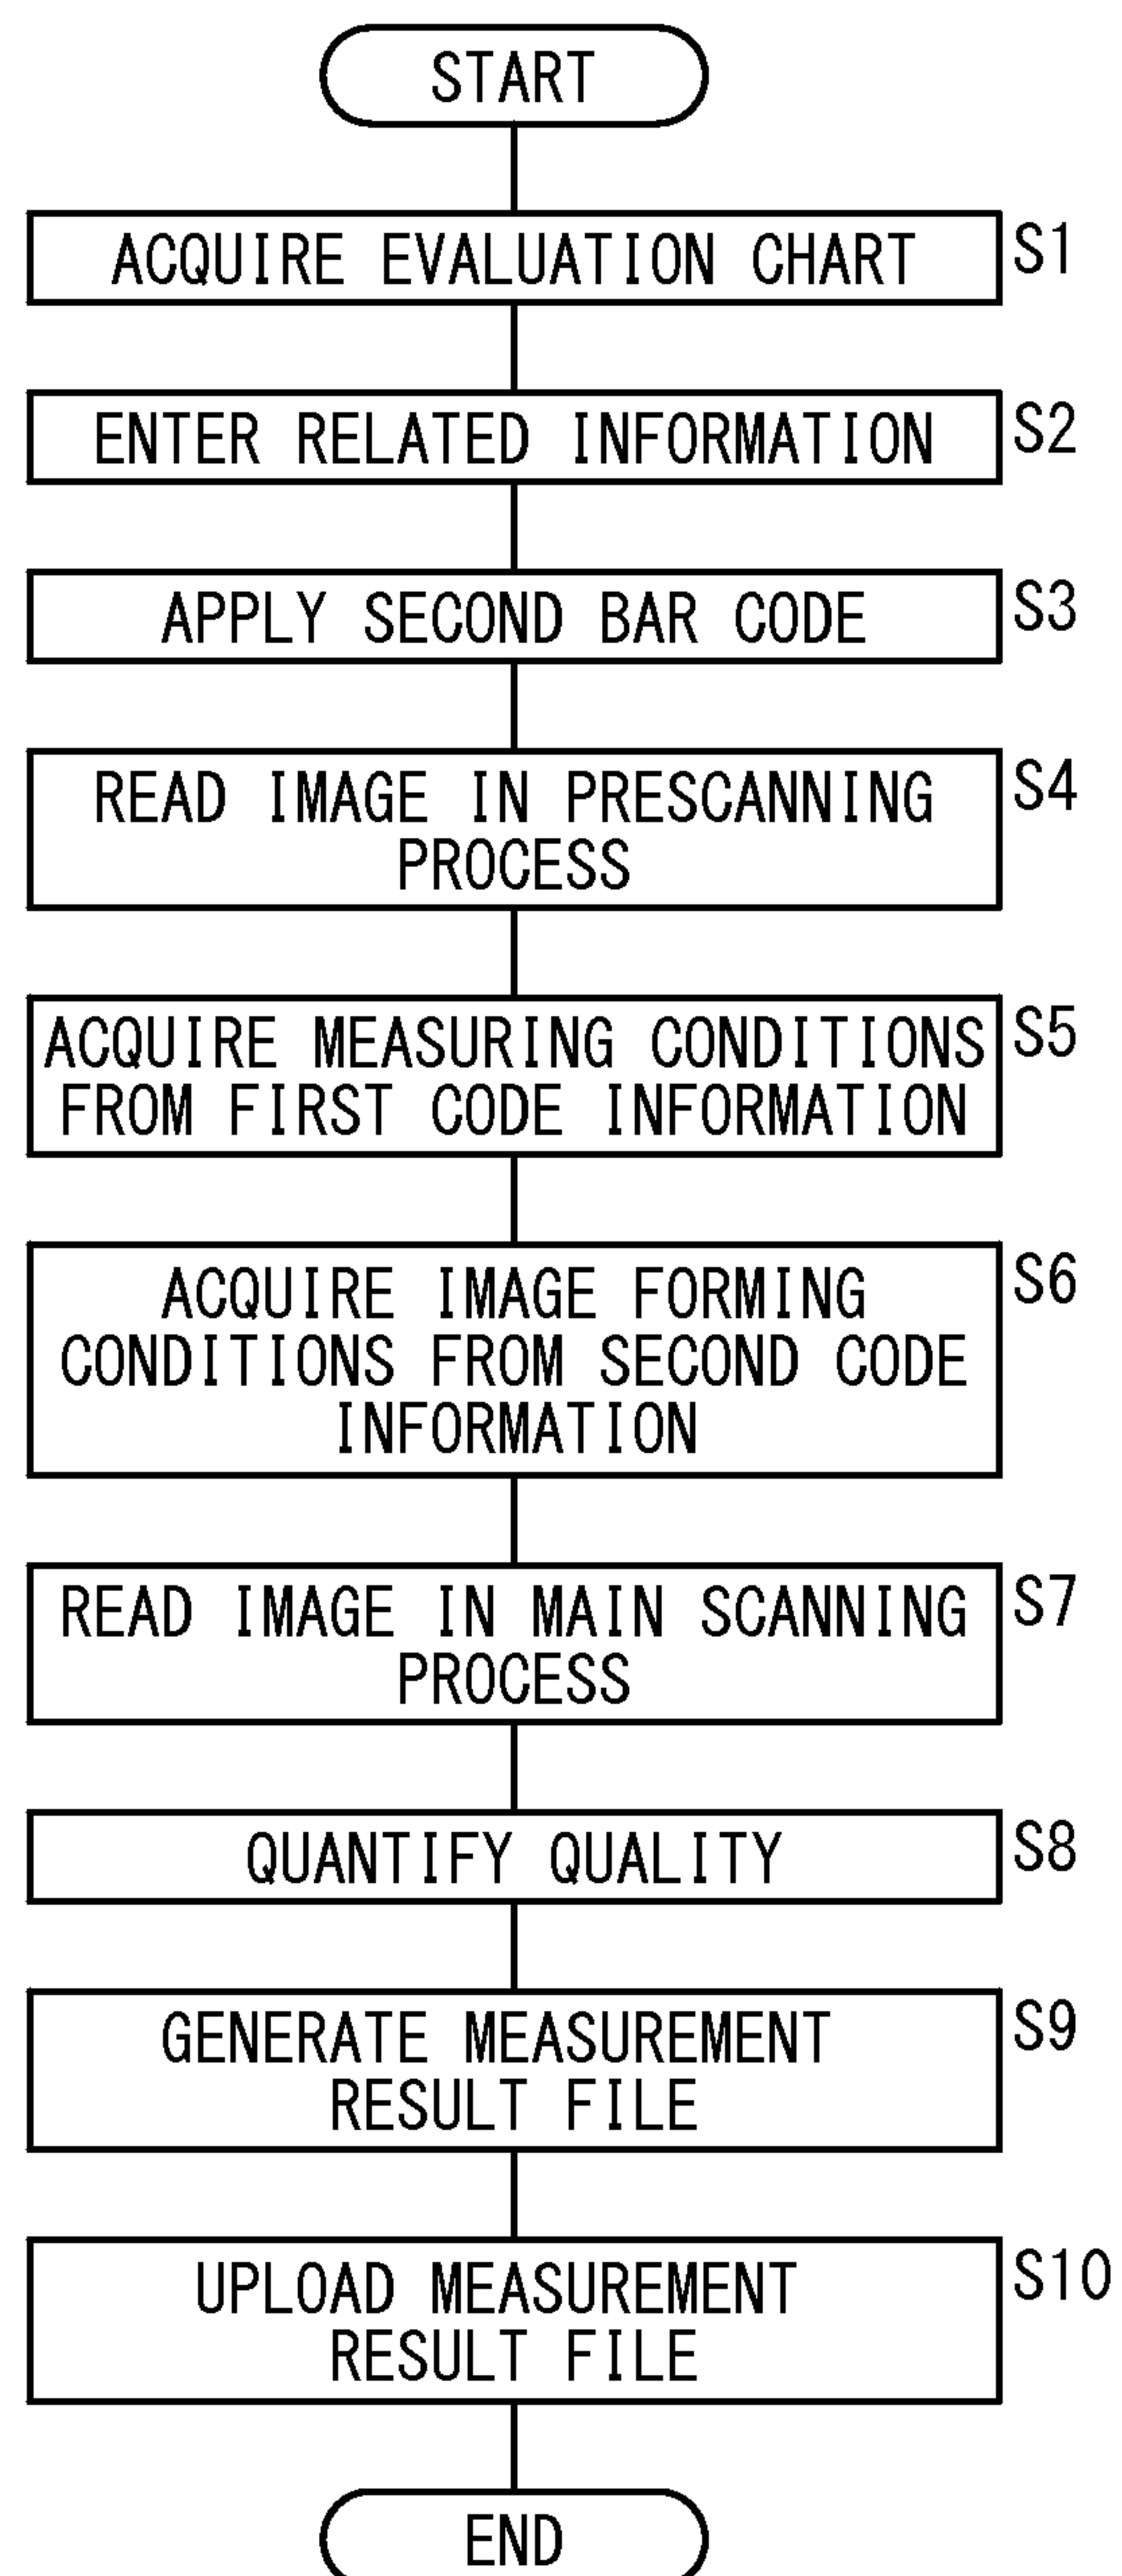 START
ACQUIRE EVALUATION CHART S1
ENTER RELATED INFORMATION S2
APPLY SECOND BAR CODE S3
READ IMAGE IN PRESCANNING S4
PROCESS
ACQUIRE MEASURING CONDITIONS S5
FROM FIRST CODE INFORMATION
ACQUIRE IMAGE FORMING S6
CONDITIONS FROM SECOND CODE
INFORMATION
READ IMAGE IN MAIN SCANNING S7
PROCESS
QUANTIFY QUALITY S8
GENERATE MEASUREMENT S9
RESULT FILE
UPLOAD MEASUREMENT S10
RESULT FILE
END